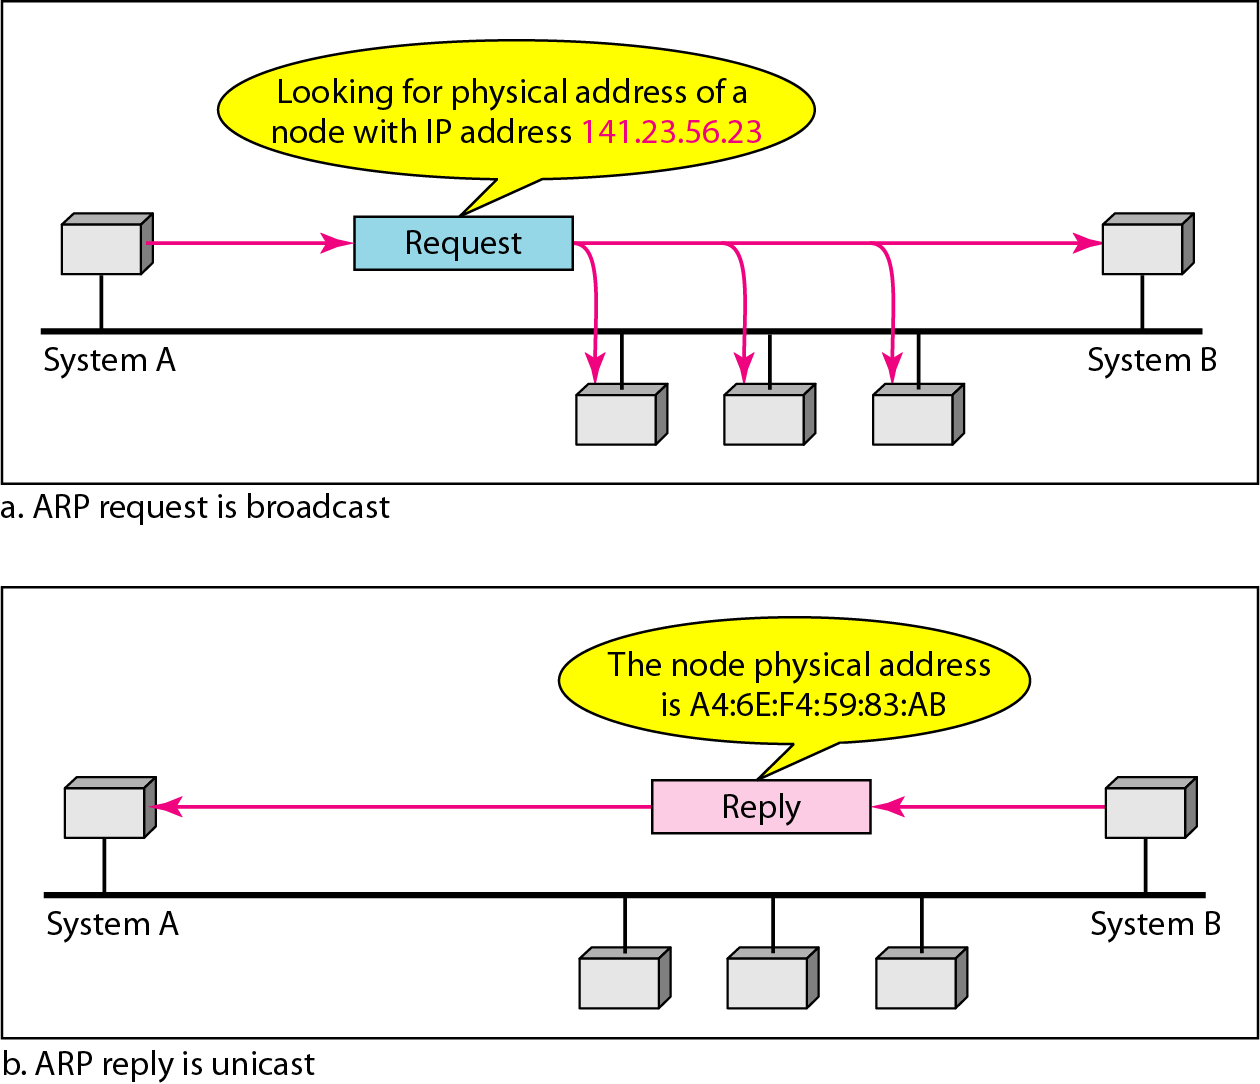 Looking for physical address of a
node with IP address 141.23.56.23
Request
System A
System B
a. ARP request is broadcast
The node physical address
is A4:6E:F4:59:83:AB
Reply
System A
System B
b. ARP reply is unicast